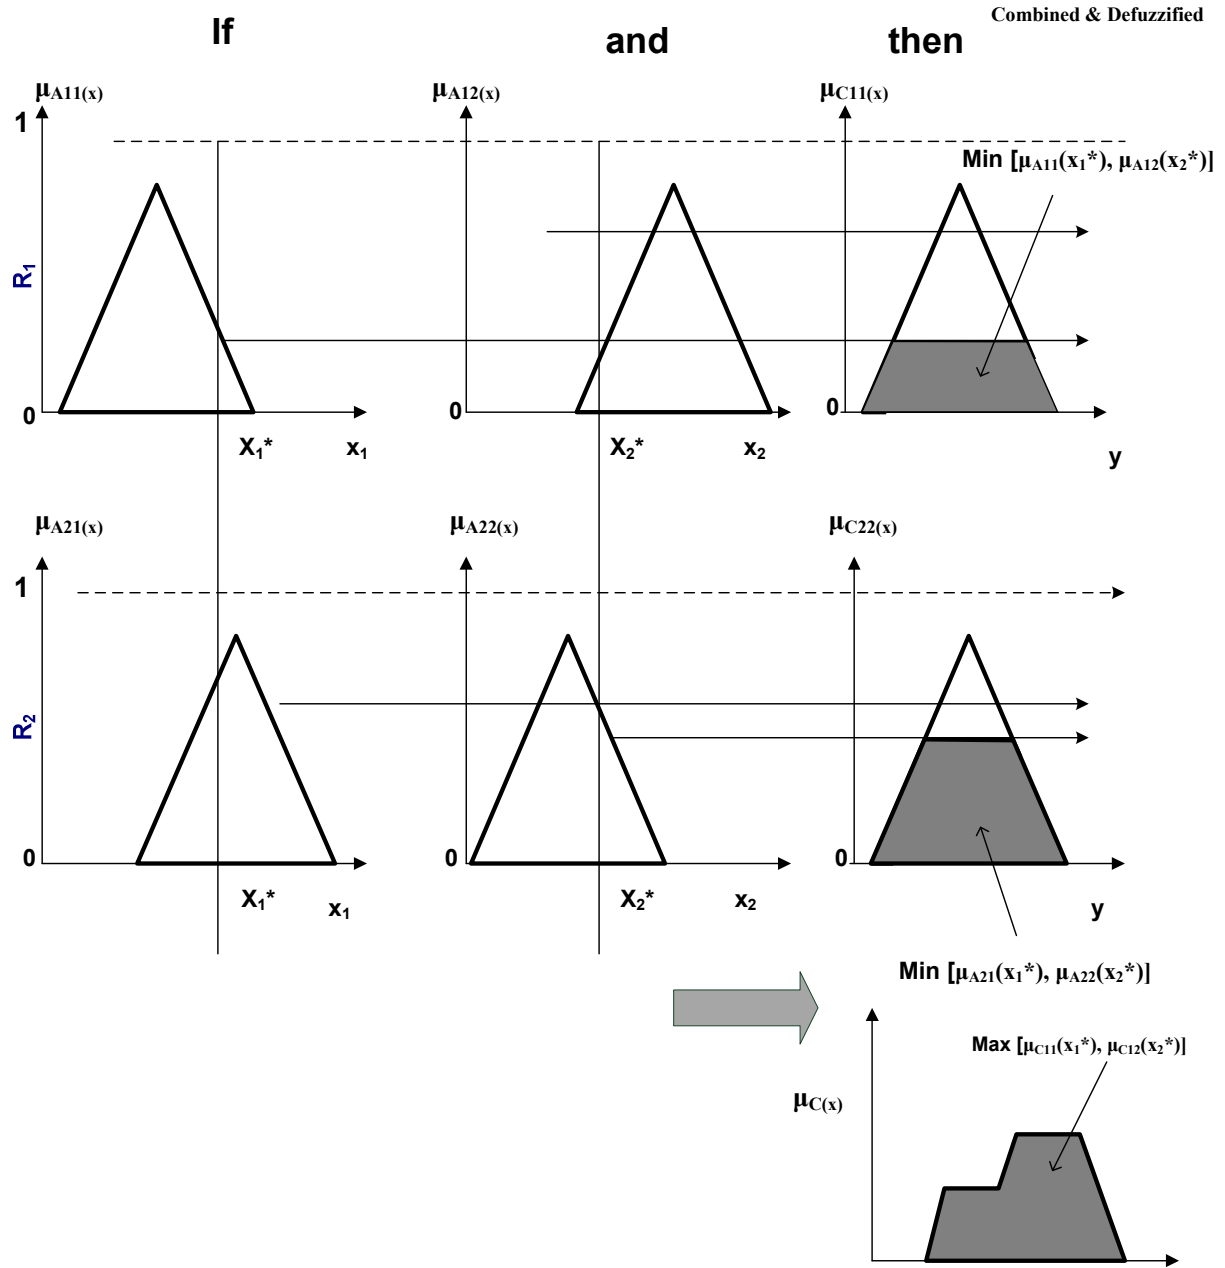 If
and
then
Combined & Defuzzified
μA11(x)
μA12(x)
μC11(x)
1
Min [μA11(x1*), μA12(x2*)]
R1
0
0
0
X1*
x1
X2*
x2
y
μA21(x)
μA22(x)
μC22(x)
1
R2
0
0
0
X1*
x1
X2*
x2
y
Min [μA21(x1*), μA22(x2*)]
Max [μC11(x1*), μC12(x2*)]
μC(x)